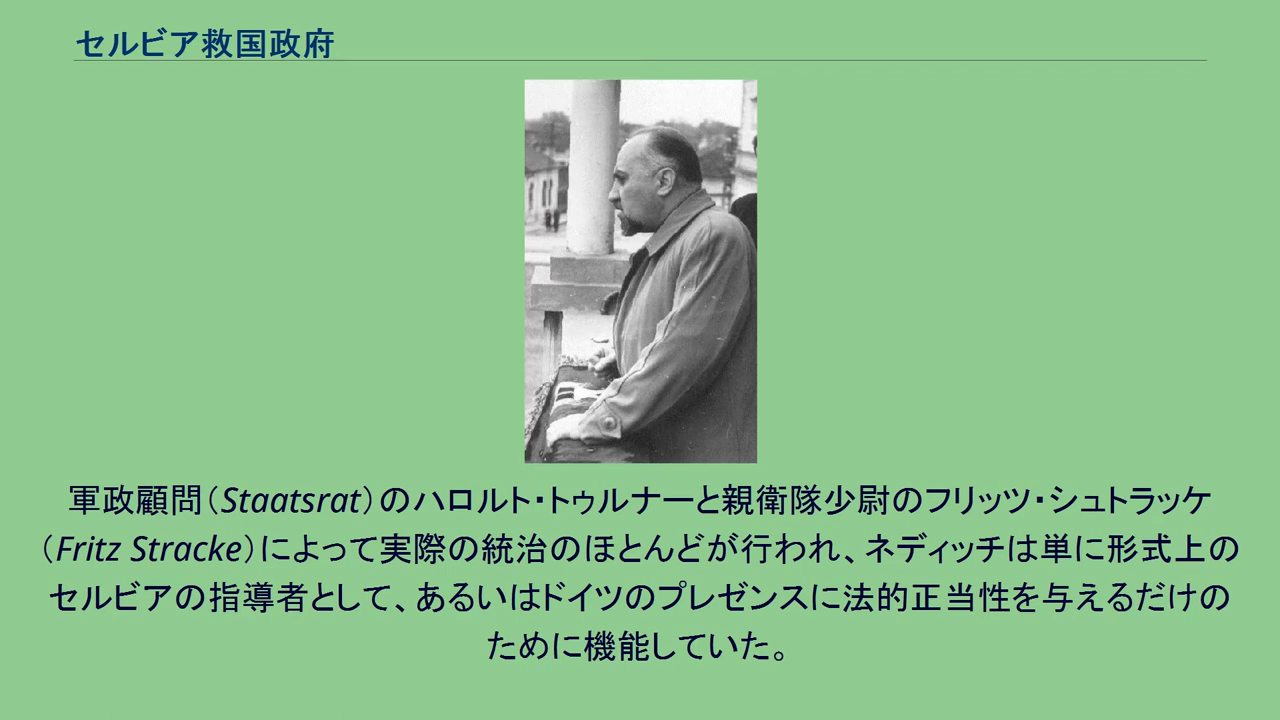 セルビア救国政府
軍政顧問（Staatsrat）のハロルト・トゥルナーと親衛隊少尉のフリッツ・シュトラッケ
（Fritz Stracke）によって実際の統治のほとんどが行われ、ネディッチは単に形式上の
セルビアの指導者として、あるいはドイツのプレゼンスに法的正当性を与えるだけの
ために機能していた。